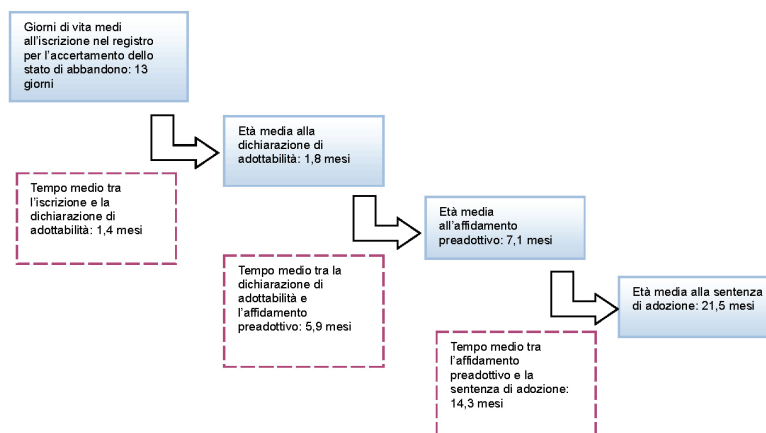 Giorni di vita medi
all'iscrizione nel registro
per l'accertamento dello
stato di abbandono: 13
giorni
Età media alla
dichiarazione di
adottabilità: 1,8 mesi
Tempo medio tra
l'iscrizione e la
dichiarazione di
adottabilità: 1,4 mesi
Età media
all'affidamento
preadottivo: 7,1 mesi
Tempo medio tra la
dichiarazione di
adottabilità e
l'affidamento
preadottivo: 5,9 mesi
Età media alla sentenza
di adozione: 21,5 mesi
Tempo medio tra
l'affidamento
preadottivo e la
sentenza di adozione:
14,3 mesi